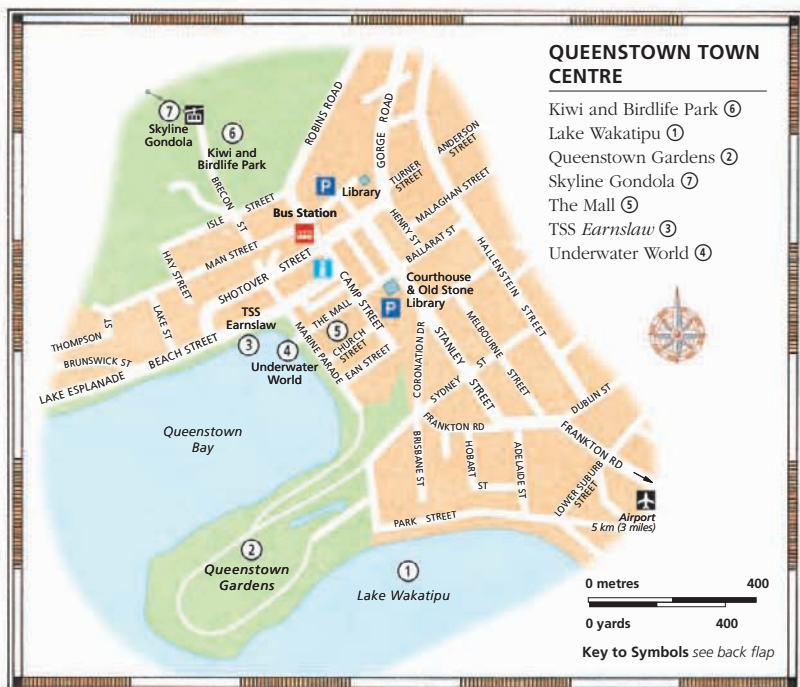 QUEENSTOWN TOWN
CENTRE
Kiwi and Birdlife Park ⑥
Lake Wakatipu ①
Queenstown Gardens ②
Skyline Gondola ⑦
The Mall ⑤
TSS Earnslaw ③
Underwater World ④
⑦
Skyline
Gondola
⑥
Kiwi and
Birdlife Park
ROBINS ROAD
GORGE ROAD
ANDERSON
STREET
TURNER
STREET
MALAGHAN STREET
P
Library
BRECON ST
ISLE STREET
Bus Station
HENRY ST
BALLARAT ST
MAN STREET
HAY STREET
SHOTOVER STREET
i
CAMP STREET
Courthouse
& Old Stone
Library
P
HALLENSTEIN STREET
LAKE ST
THOMPSON ST
BRUNSWICK ST
LAKE ESPLANADE
BEACH STREET
TSS
Earnslaw
③
④
Underwater
World
THE MALL
⑤
CHURCH
STREET
MARINE PARADE
EAN STREET
CORONATION DR
STANLEY STREET
MELBOURNE STREET
SYDNEY ST
DUBLIN ST
FRANKTON RD
FRANKTON RD
BRISBANE ST
HOBART ST
ADELAIDE ST
LOWER SUBURB
STREET
PARK STREET
Airport
5 km (3 miles)
Queenstown
Bay
②
Queenstown
Gardens
①
Lake Wakatipu
0 metres 400
0 yards 400
Key to Symbols see back flap